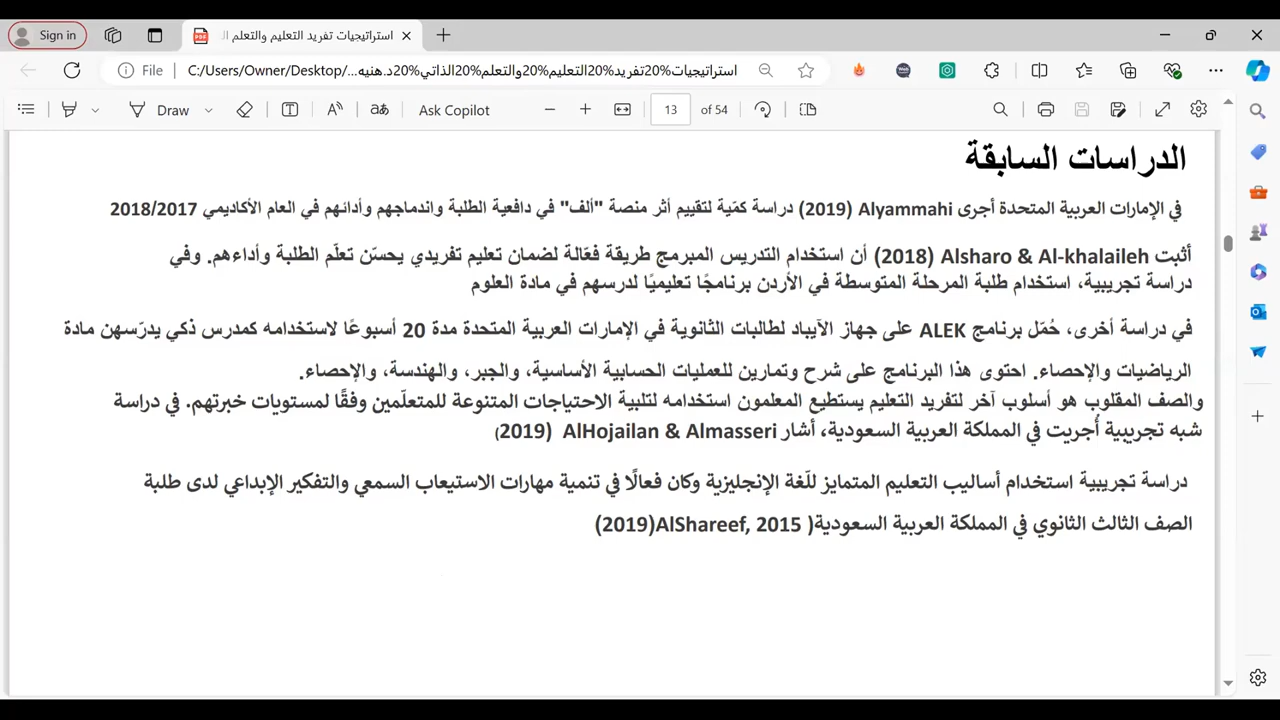 Sign in
استراتيجيات تفريد التعليم والتعلم ال
File
C:/Users/Owner/Desktop/استراتيجيات%20تفريد%20التعليم%20والتعلم%20الذاتي%20د.هنيه...
Draw
aあ
Ask Copilot
13 of 54
الدراسات السابقة
في الإمارات العربية المتحدة أجرى Alyammahi (2019) دراسة كمّية لتقييم أثر منصة "ألف" في دافعية الطلبة واندماجهم وأدائهم في العام الأكاديمي 2018/2017
أثبت Alsharo & Al-khalaileh (2018) أن استخدام التدريس المبرمج طريقة فعّالة لضمان تعليم تفريدي يحسّن تعلّم الطلبة وأداءهم. وفي
دراسة تجريبية، استخدام طلبة المرحلة المتوسطة في الأردن برنامجًا تعليميًا لدرسهم في مادة العلوم
في دراسة أخرى، حُمّل برنامج ALEK على جهاز الآيباد لطالبات الثانوية في الإمارات العربية المتحدة مدة 20 أسبوعًا لاستخدامه كمدرس ذكي يدرّسهن مادة
الرياضيات والإحصاء. احتوى هذا البرنامج على شرح وتمارين للعمليات الحسابية الأساسية، والجبر، والهندسة، والإحصاء.
والصف المقلوب هو أسلوب آخر لتفريد التعليم يستطيع المعلمون استخدامه لتلبية الاحتياجات المتنوعة للمتعلّمين وفقًا لمستويات خبرتهم. في دراسة
شبه تجريبية أُجريت في المملكة العربية السعودية، أشار AlHojailan & Almasseri (2019)
دراسة تجريبية استخدام أساليب التعليم المتمايز للّغة الإنجليزية وكان فعالًا في تنمية مهارات الاستيعاب السمعي والتفكير الإبداعي لدى طلبة
الصف الثالث الثانوي في المملكة العربية السعودية( AlShareef, 2015(2019)